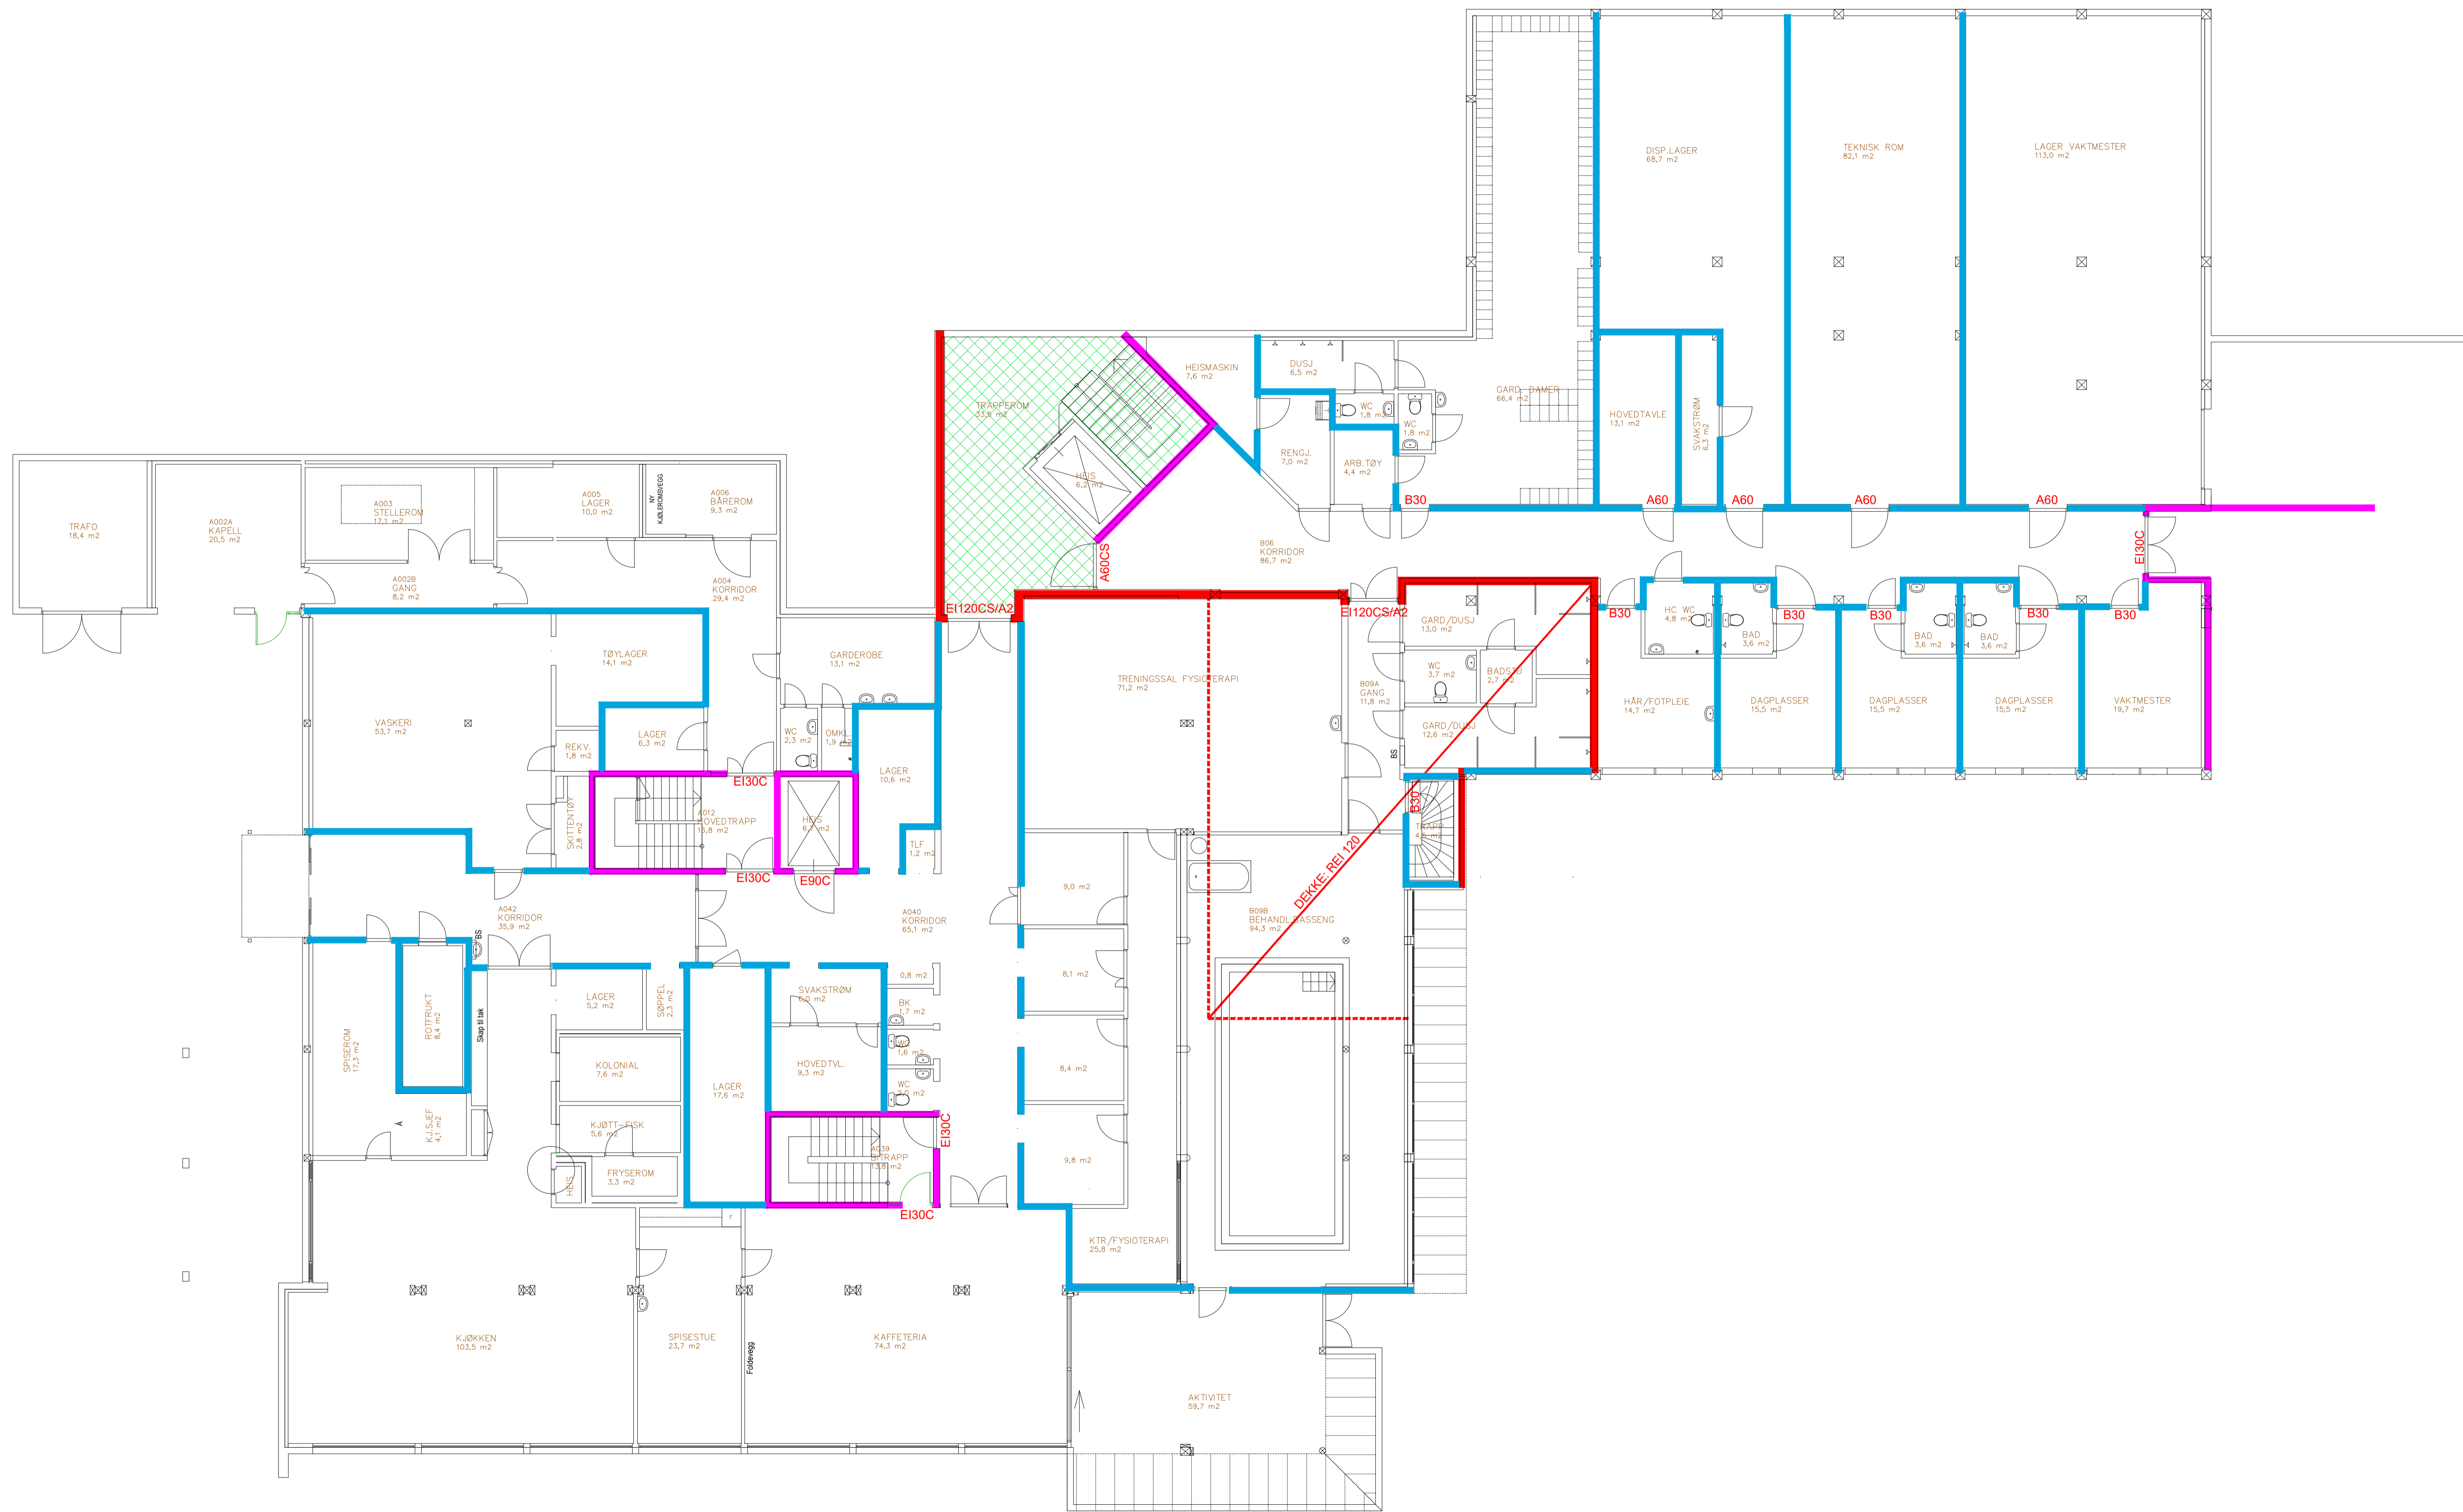 DISP.LAGER
68,7 m2
TEKNISK ROM
82,1 m2
LAGER VAKTMESTER
113,0 m2
HEISMASKIN
7,6 m2
DUSJ
6,5 m2
TRAPPEROM
33,5 m2
WC
1,8 m2
WC
1,8 m2
GARD. DAMER
66,4 m2
HOVEDTAVLE
13,1 m2
SVAKSTRØM
6,3 m2
RENGJ.
7,0 m2
ARB.TØY
4,4 m2
HEIS
6,2 m2
B30
A60
A60
A60
A60
TRAFO
18,4 m2
A002A
KAPELL
20,5 m2
A003
STELLEROM
17,1 m2
A005
LAGER
10,0 m2
NY
KJØLEROMSVEGG
A006
BÅREROM
9,3 m2
A002B
GANG
8,2 m2
A004
KORRIDOR
29,4 m2
B06
KORRIDOR
86,7 m2
A60CS
EI30C
EI120CS/A2
EI120CS/A2
TØYLAGER
14,1 m2
GARDEROBE
13,1 m2
TRENINGSSAL FYSIOTERAPI
71,2 m2
GARD/DUSJ
13,0 m2
B30
HC WC
4,8 m2
BAD
3,6 m2
B30
B30
BAD
3,6 m2
BAD
3,6 m2
B30
B30
VASKERI
53,7 m2
LAGER
6,3 m2
REKV.
1,8 m2
WC
2,3 m2
OMKL.
1,9 m2
LAGER
10,6 m2
B09A
GANG
11,8 m2
WC
3,7 m2
BADSTU
2,7 m2
GARD/DUSJ
12,6 m2
BS
HÅR/FOTPLEIE
14,7 m2
DAGPLASSER
15,5 m2
DAGPLASSER
15,5 m2
DAGPLASSER
15,5 m2
VAKTMESTER
19,7 m2
EI30C
SKITTENTØY
2,8 m2
A012
HOVEDTRAPP
HEIS
TLF
1,2 m2
EI30C
E90C
B30
TRAPP
DEKKE: REI 120
A042
KORRIDOR
35,9 m2
BS
A040
KORRIDOR
65,1 m2
9,0 m2
B09B
BEHANDL.BASSENG
94,3 m2
SPISEROM
17,3 m2
ROTFRUKT
8,4 m2
Skap til tak
LAGER
5,2 m2
SØPPEL
2,3 m2
SVAKSTRØM
6,0 m2
0,8 m2
BK
1,7 m2
8,1 m2
KOLONIAL
7,6 m2
LAGER
17,6 m2
HOVEDTVL.
9,3 m2
WC
1,6 m2
WC
2,0 m2
8,4 m2
KJ.SJEF
4,1 m2
KJØTT-FISK
5,6 m2
FRYSEROM
3,3 m2
HEIS
A039
BITRAPP
13,8 m2
EI30C
EI30C
9,8 m2
KTR/FYSIOTERAPI
25,8 m2
KJØKKEN
103,5 m2
SPISESTUE
23,7 m2
Foldevegg
KAFFETERIA
74,3 m2
AKTIVITET
59,7 m2